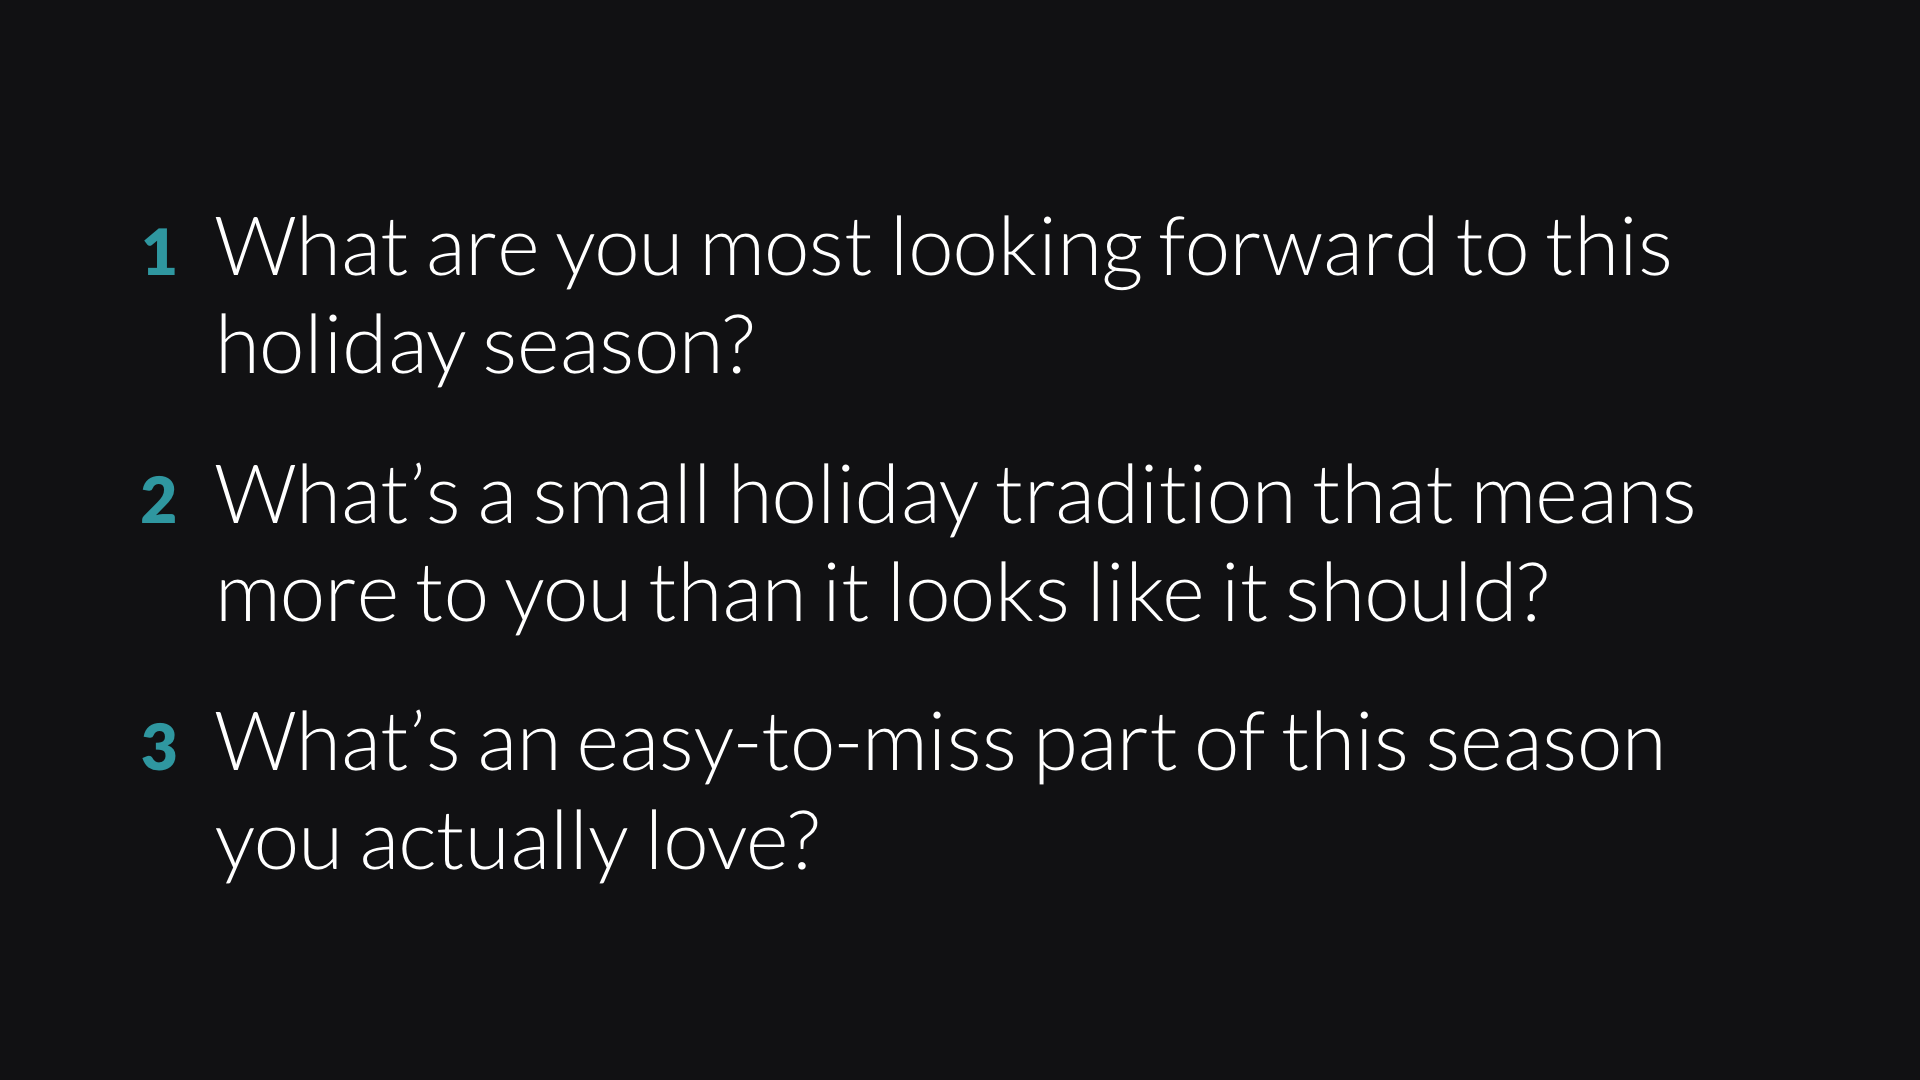 1 What are you most looking forward to this
holiday season?
2 What’s a small holiday tradition that means
more to you than it looks like it should?
3 What’s an easy-to-miss part of this season
you actually love?